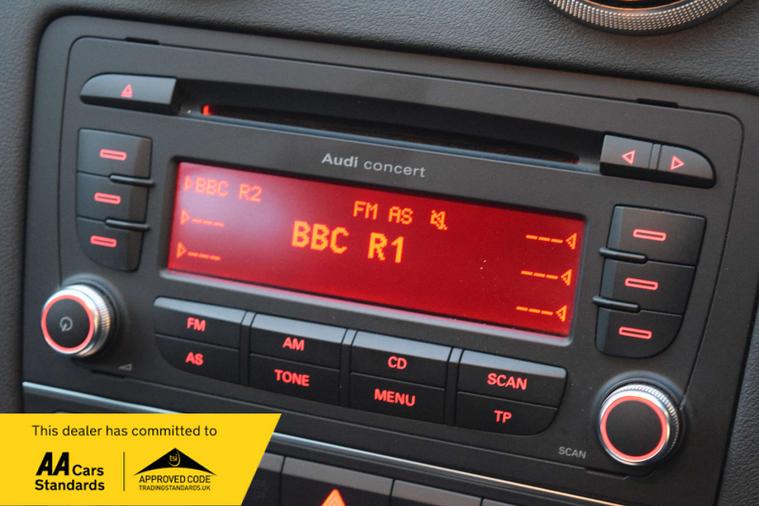 Audi concert
BBC R2
FM AS
BBC R1
FM
AM
CD
SCAN
AS
TONE
MENU
TP
SCAN
This dealer has committed to
AA Cars
Standards
tsi
APPROVED CODE
TRADINGSTANDARDS.UK